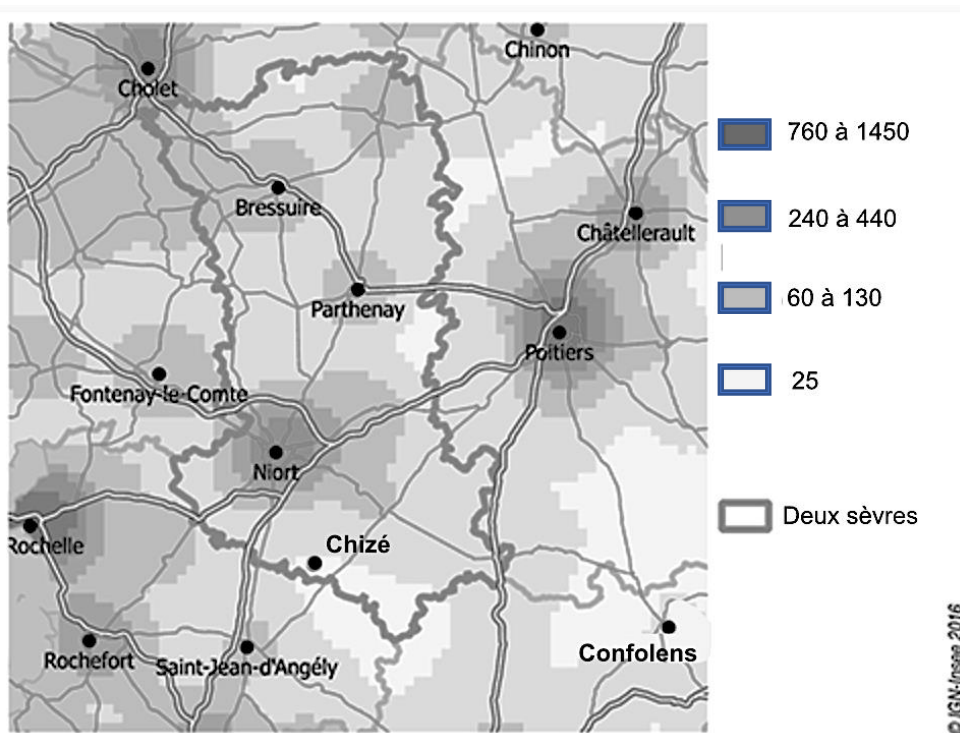 Chinon
Cholet
Bressuire
Châtellerault
Parthenay
Poitiers
Fontenay-le-Comte
Niort
Rochelle
Chizé
Rochefort
Saint-Jean-d'Angély
Confolens
760 à 1450
240 à 440
60 à 130
25
Deux sèvres
© IGN-Insee 2016